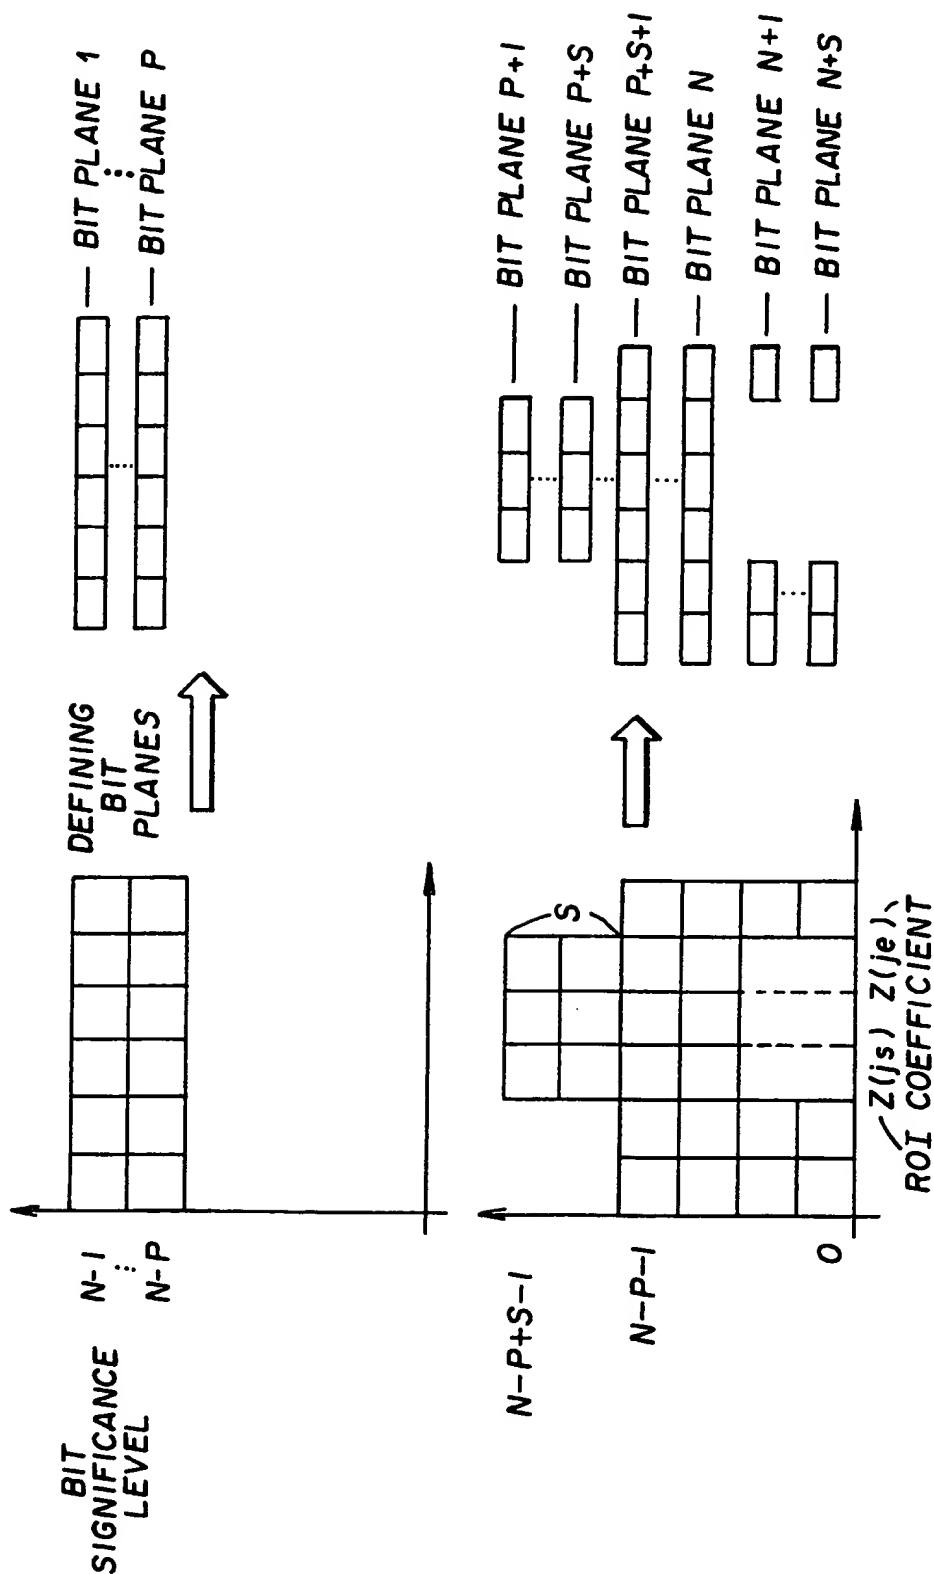 BIT
SIGNIFICANCE
LEVEL
N-1
N-P
DEFINING
BIT
PLANES
BIT PLANE 1
BIT PLANE P
N-P+S-1
N-P-1
0
S
Z(js) Z(je)
ROI COEFFICIENT
BIT PLANE P+1
BIT PLANE P+S
BIT PLANE P+S+1
BIT PLANE N
BIT PLANE N+1
BIT PLANE N+S